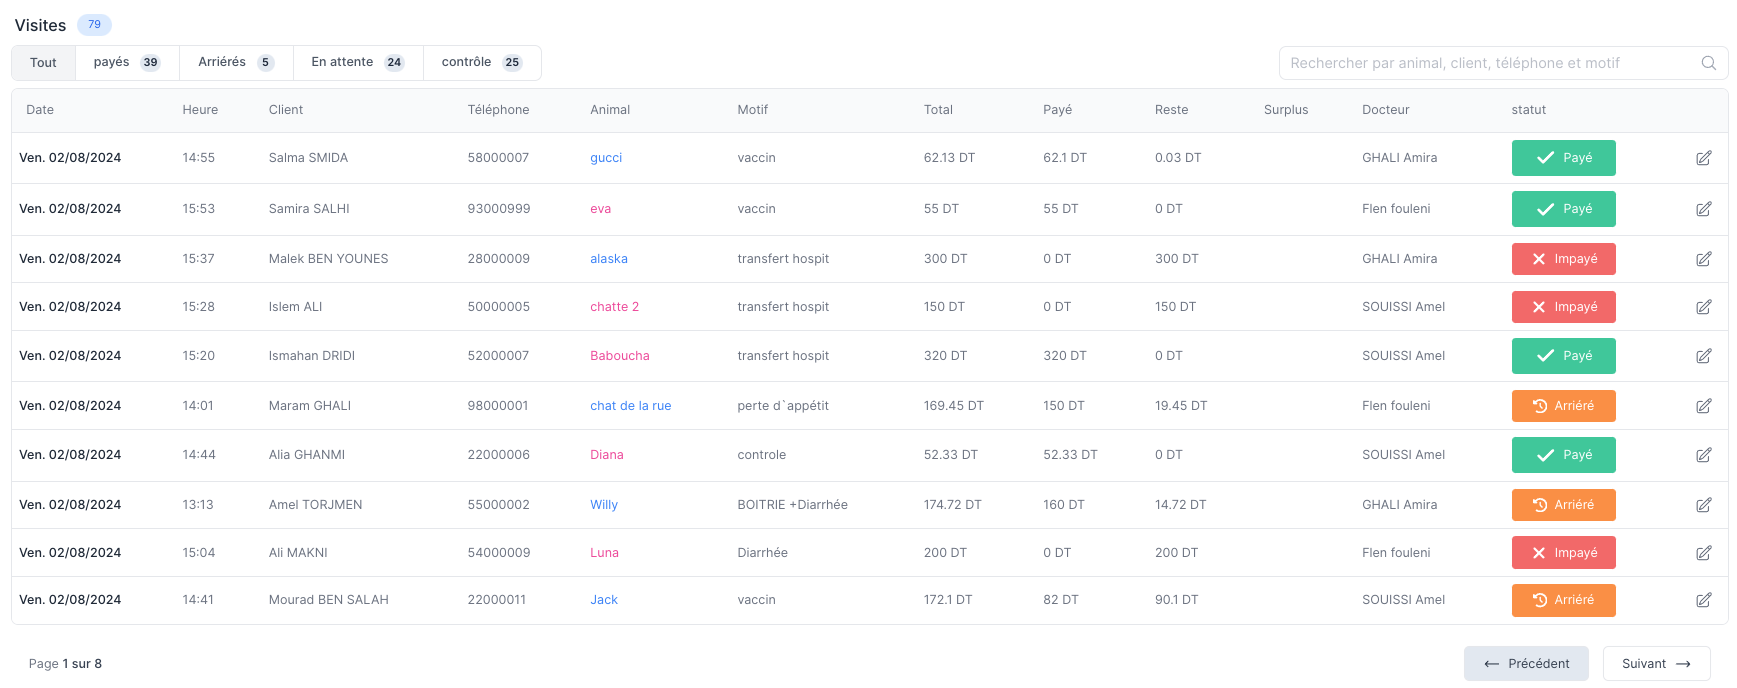 Visites 79
Tout payés 39 Arriérés 5 En attente 24 contrôle 25 Rechercher par animal, client, téléphone et motif
Date Heure Client Téléphone Animal Motif Total Payé Reste Surplus Docteur statut
Ven. 02/08/2024 14:55 Salma SMIDA 58000007 gucci vaccin 62.13 DT 62.1 DT 0.03 DT GHALI Amira Payé
Ven. 02/08/2024 15:53 Samira SALHI 93000999 eva vaccin 55 DT 55 DT 0 DT Flen fouleni Payé
Ven. 02/08/2024 15:37 Malek BEN YOUNES 28000009 alaska transfert hospit 300 DT 0 DT 300 DT GHALI Amira Impayé
Ven. 02/08/2024 15:28 Islem ALI 50000005 chatte 2 transfert hospit 150 DT 0 DT 150 DT SOUISSI Amel Impayé
Ven. 02/08/2024 15:20 Ismahan DRIDI 52000007 Baboucha transfert hospit 320 DT 320 DT 0 DT SOUISSI Amel Payé
Ven. 02/08/2024 14:01 Maram GHALI 98000001 chat de la rue perte d`appétit 169.45 DT 150 DT 19.45 DT Flen fouleni Arriéré
Ven. 02/08/2024 14:44 Alia GHANMI 22000006 Diana controle 52.33 DT 52.33 DT 0 DT SOUISSI Amel Payé
Ven. 02/08/2024 13:13 Amel TORJMEN 55000002 Willy BOITRIE +Diarrhée 174.72 DT 160 DT 14.72 DT GHALI Amira Arriéré
Ven. 02/08/2024 15:04 Ali MAKNI 54000009 Luna Diarrhée 200 DT 0 DT 200 DT Flen fouleni Impayé
Ven. 02/08/2024 14:41 Mourad BEN SALAH 22000011 Jack vaccin 172.1 DT 82 DT 90.1 DT SOUISSI Amel Arriéré
Page 1 sur 8 ← Précédent Suivant →